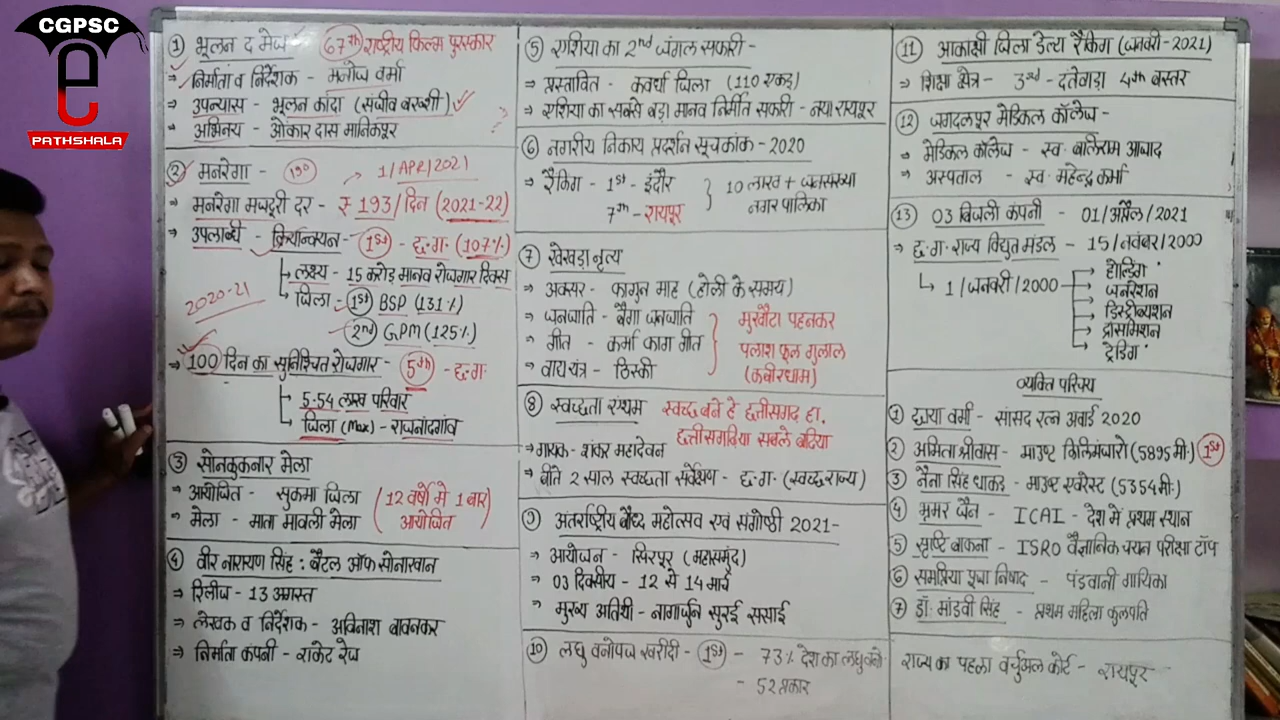 CGPSC
e
PATHSHALA
① भूलन द मेज - 67th राष्ट्रीय फिल्म पुरस्कार
→ निर्माता व निर्देशक - मनोज वर्मा
→ उपन्यास - भूलन कांदा (संजीव बख्शी)
→ अभिनय - ओंकार दास मानिकपुर
② मनरेगा - 190 → 1/APR/2021
→ मनरेगा मजदूरी दर - ₹ 193/दिन (2021-22)
→ उपलब्धि - क्रियान्वयन - 1st - छ.ग. (107%)
लक्ष्य - 15 करोड़ मानव रोजगार दिवस
2020-21
जिला - 1st BSP (131%)
2nd GPM (125%)
→ 100 दिन का सुनिश्चित रोजगार - 5th - छ.ग.
5.54 लाख परिवार
जिला (Max) - राजनांदगांव
③ सोनकुकनार मेला
→ आयोजित - सुकमा जिला (12 वर्षो मे 1 बार)
→ मेला - माता मावली मेला आयोजित
④ वीर नारायण सिंह : बैटल ऑफ सोनाखान
→ रिलीज - 13 अगस्त
→ लेखक व निर्देशक - अविनाश बावनकर
→ निर्माता कंपनी - राकेट रेज
⑤ एशिया का 2nd जंगल सफारी -
→ प्रस्तावित - कवर्धा जिला (110 एकड़)
→ एशिया का सबसे बड़ा मानव निर्मित सफारी - नया रायपुर
⑥ नगरीय निकाय प्रदर्शन सूचकांक - 2020
→ रैंकिग - 1st - इंदौर } 10 लाख + जनसंख्या
7th - रायपुर नगर पालिका
⑦ खेखड़ा नृत्य
→ अवसर - फागुन माह (होली के समय)
→ जनजाति - बैगा जनजाति } मुखौटा पहनकर
→ गीत - कर्मा फाग गीत पलाश फूल गुलाल
→ वाद्य यंत्र - ठिस्की (कबीरधाम)
⑧ स्वच्छता एंथम स्वच्छ बने हे छत्तीसगढ़ हा.
छत्तीसगढ़िया सबले बढ़िया
→ गायक - शंकर महादेवन
→ बीते 2 साल स्वच्छता सर्वेक्षण - छ.ग. (स्वच्छ राज्य)
⑨ अंतर्राष्ट्रीय बौद्ध महोत्सव एवं संगोष्ठी 2021 -
→ आयोजन - सिरपुर (महासमुंद)
→ 03 दिवसीय - 12 से 14 मार्च
→ मुख्य अतिथी - नागार्जुन सुरई ससाई
⑩ लघु वनोपज खरीदी - 1st - 73% देश का लघु वनो.
- 52 प्रकार
⑪ आकांक्षी जिला डेल्टा रैंकिग (जनवरी - 2021)
→ शिक्षा क्षेत्र - 3rd - दंतेवाड़ा 4th बस्तर
⑫ जगदलपुर मेडिकल कॉलेज -
→ मेडिकल कॉलेज - स्व. बलिराम
→ अस्पताल - स्व. महेन्द्र कर्मा
⑬ 03 बिजली कंपनी - 01/अप्रैल/2021
→ छ.ग. राज्य विद्युत मंडल - 15/नवंबर/2000
1/जनवरी/2000 होल्डिंग
जनरेशन
डिस्ट्रीब्यूशन
ट्रांसमिशन
ट्रेडिंग
व्यक्ति परिचय
① छाया वर्मा - सांसद रत्न अवार्ड 2020
② अमिता श्रीवास - माउण्ट किलिमंजारो (5895 मी.) 1st
③ नैना सिंह धाकड़ - माउण्ट एवरेस्ट (5354 मी.)
④ भ्रमर जैन - ICAI - देश में प्रथम स्थान
⑤ सृष्टि बाफना - ISRO वैज्ञानिक चयन परीक्षा टॉप
⑥ समप्रिया पूजा निषाद - पंडवानी गायिका
⑦ डॉ. मांडवी सिंह - प्रथम महिला कुलपति
राज्य का पहला वर्चुअल कोर्ट - रायपुर